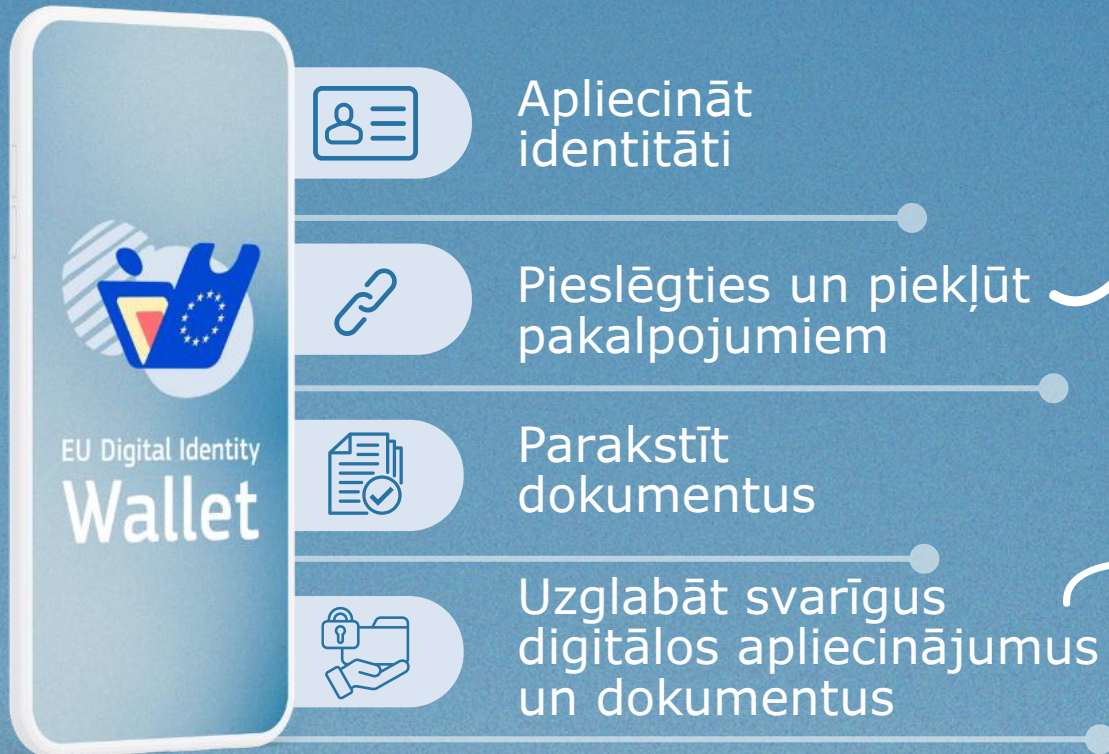 Apliecināt
identitāti
Pieslēgties un piekļūt
pakalpojumiem
EU Digital Identity
Wallet
Parakstīt
dokumentus
Uzglabāt svarīgus
digitālos apliecinājumus
un dokumentus